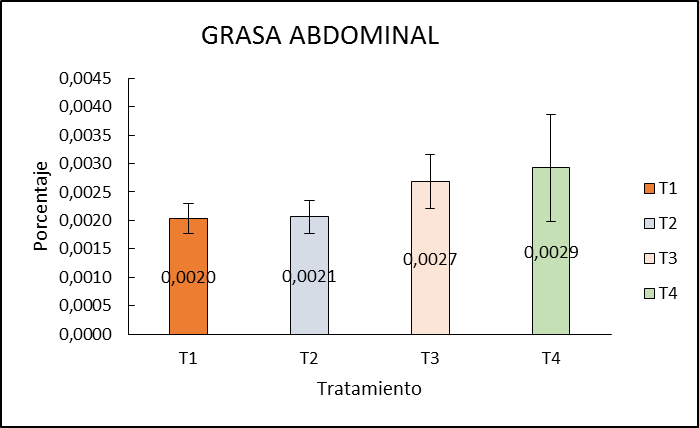 GRASA ABDOMINAL
Porcentaje
0,0045
0,0040
0,0035
0,0030
0,0025
0,0020
0,0015
0,0010
0,0005
0,0000
0,0020
0,0021
0,0027
0,0029
T1
T2
T3
T4
Tratamiento
T1
T2
T3
T4